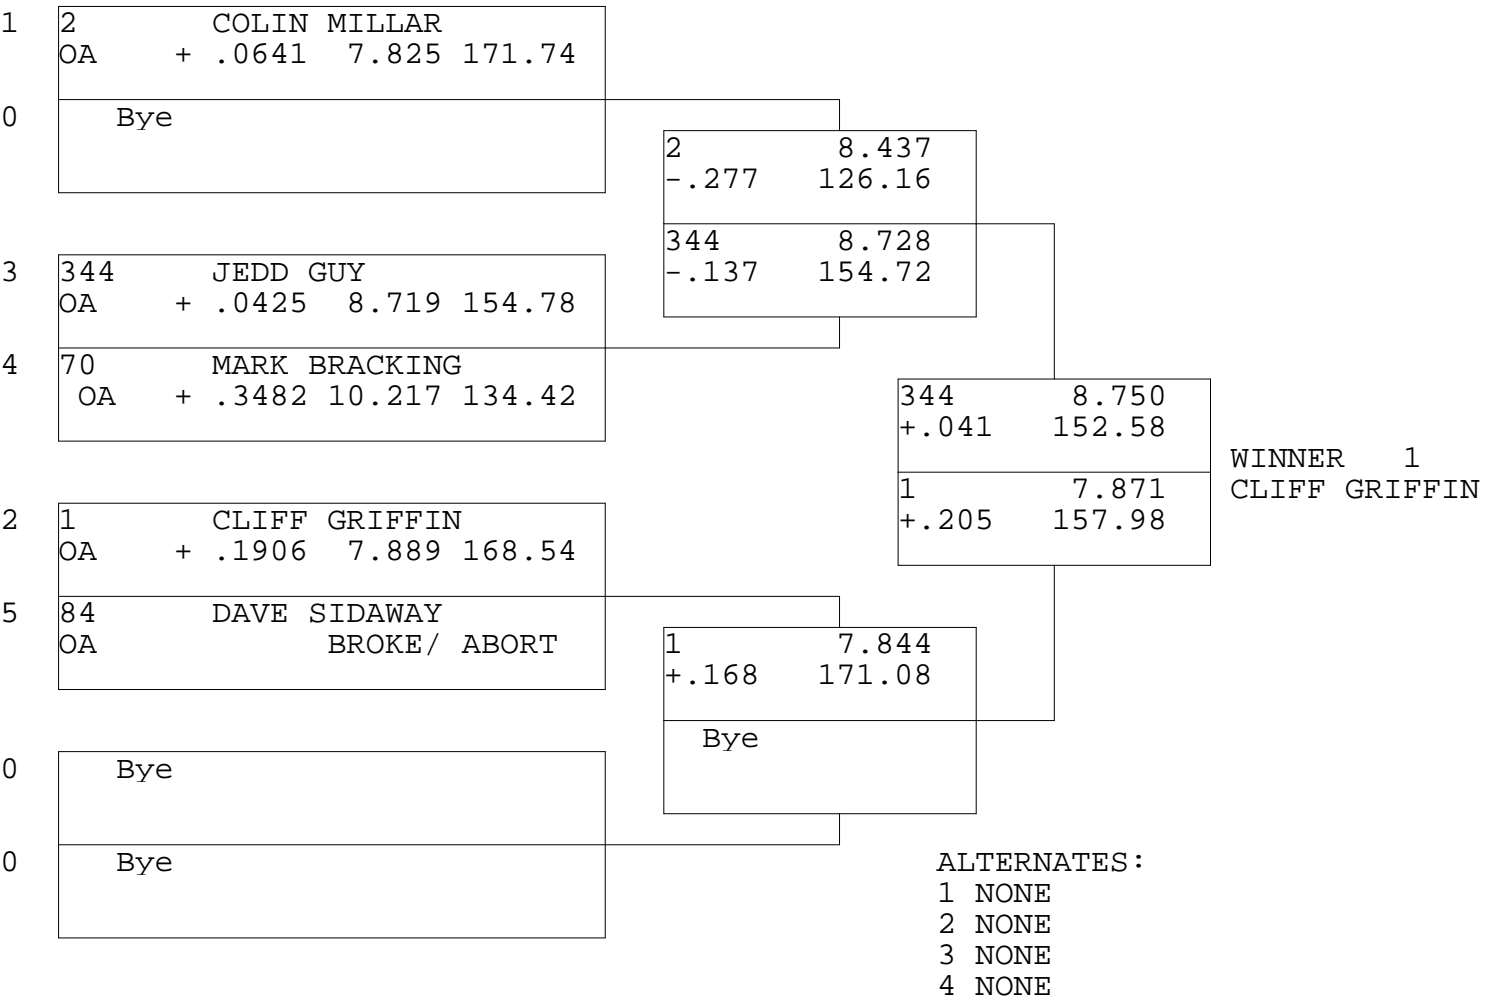 1 2 COLIN MILLAR
OA + .0641 7.825 171.74
0 Bye
2 8.437
-.277 126.16
344 8.728
-.137 154.72
3 344 JEDD GUY
OA + .0425 8.719 154.78
4 70 MARK BRACKING
OA + .3482 10.217 134.42
344 8.750
+.041 152.58
1 7.871
+.205 157.98
WINNER 1
CLIFF GRIFFIN
2 1 CLIFF GRIFFIN
OA + .1906 7.889 168.54
5 84 DAVE SIDAWAY
OA BROKE/ ABORT
1 7.844
+.168 171.08
Bye
0 Bye
0 Bye
ALTERNATES:
1 NONE
2 NONE
3 NONE
4 NONE